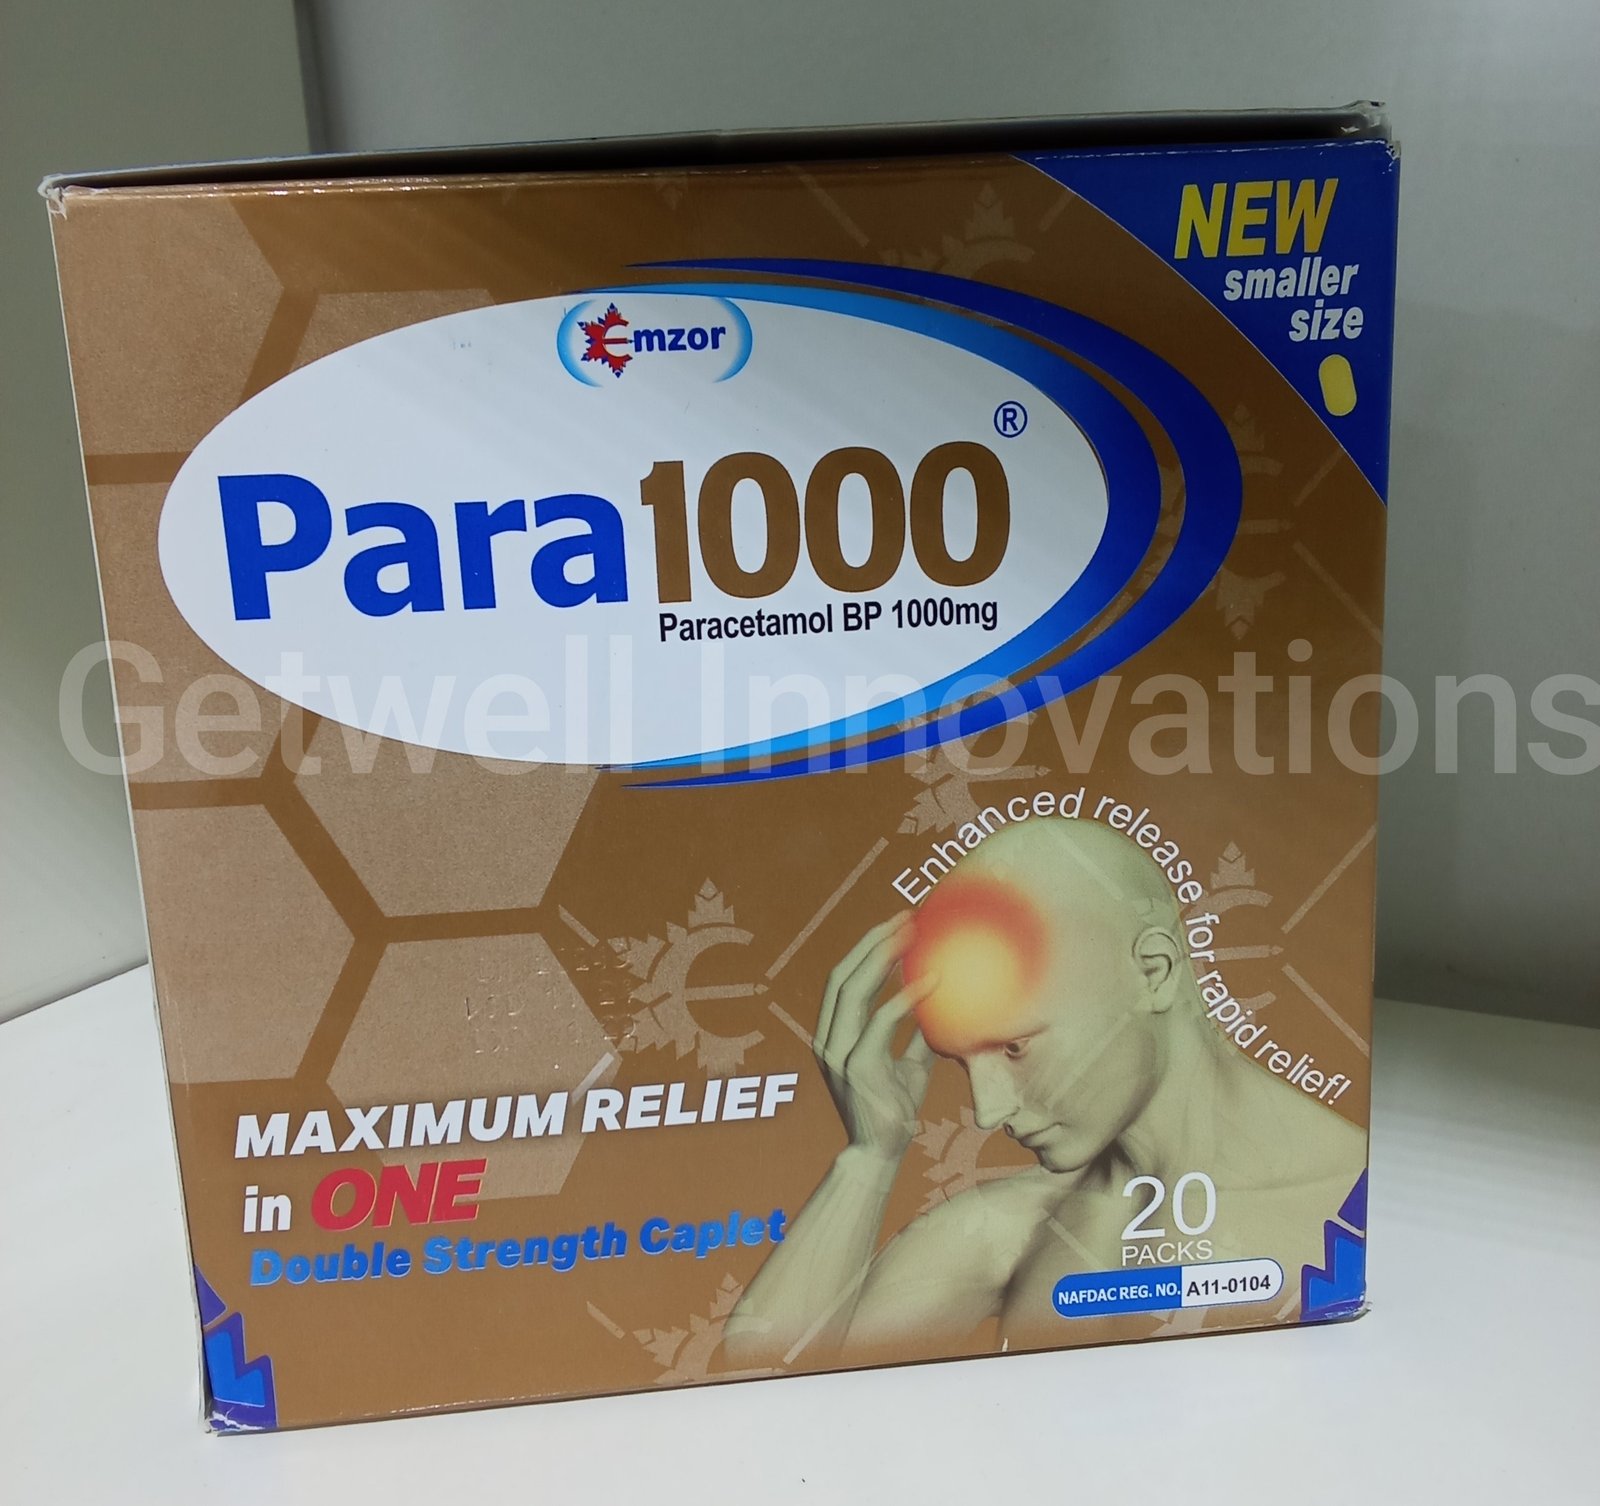 NEW
smaller
size
Emzor
Para1000®
Paracetamol BP 1000mg
Getwell Innovations
Enhanced release for rapid relief!
MAXIMUM RELIEF
in ONE
Double Strength Caplet
20
PACKS
NAFDAC REG. NO. A11-0104